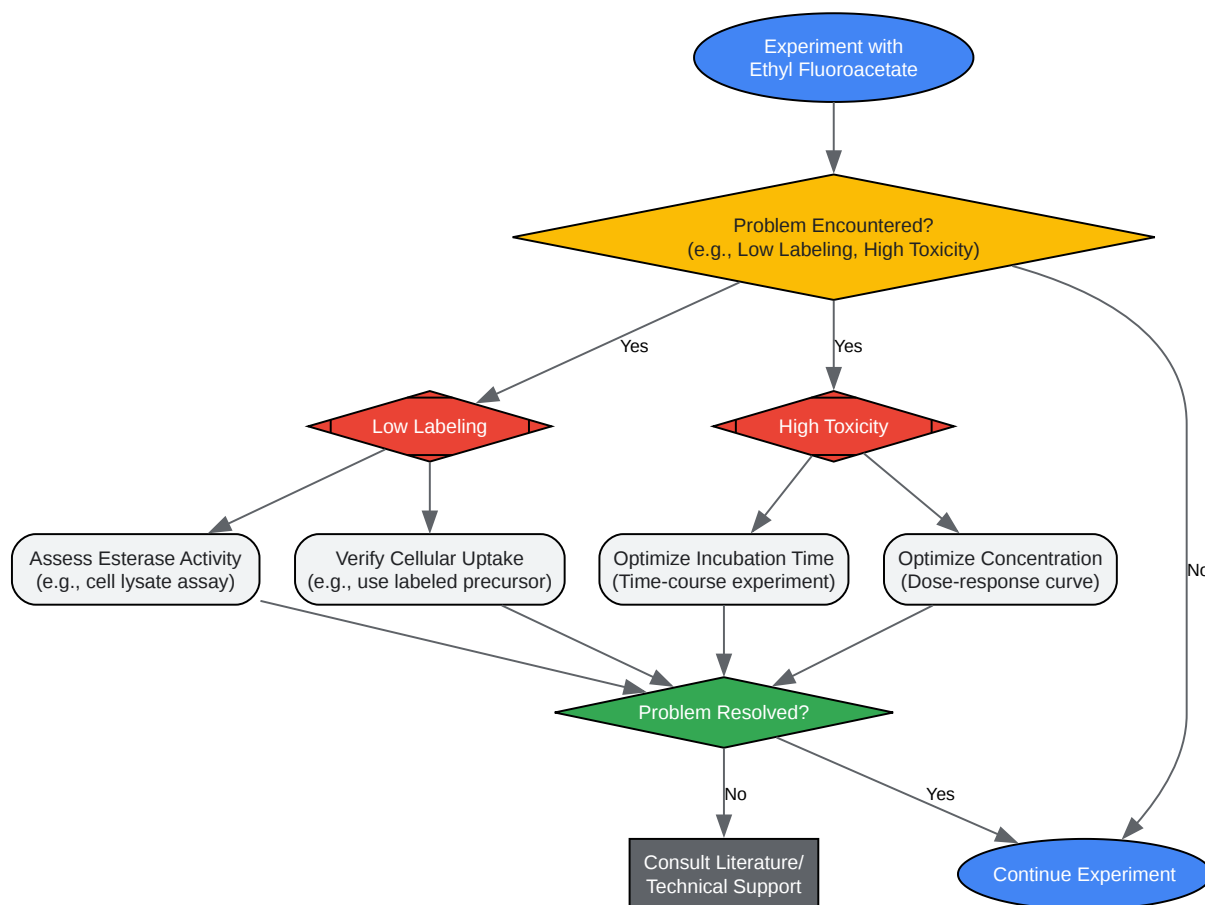 Experiment with
Ethyl Fluoroacetate
Problem Encountered?
(e.g., Low Labeling, High Toxicity)
Yes
Yes
Low Labeling
High Toxicity
Assess Esterase Activity
(e.g., cell lysate assay)
Verify Cellular Uptake
(e.g., use labeled precursor)
Optimize Incubation Time
(Time-course experiment)
Optimize Concentration
(Dose-response curve)
No
Problem Resolved?
No
Yes
Consult Literature/
Technical Support
Continue Experiment